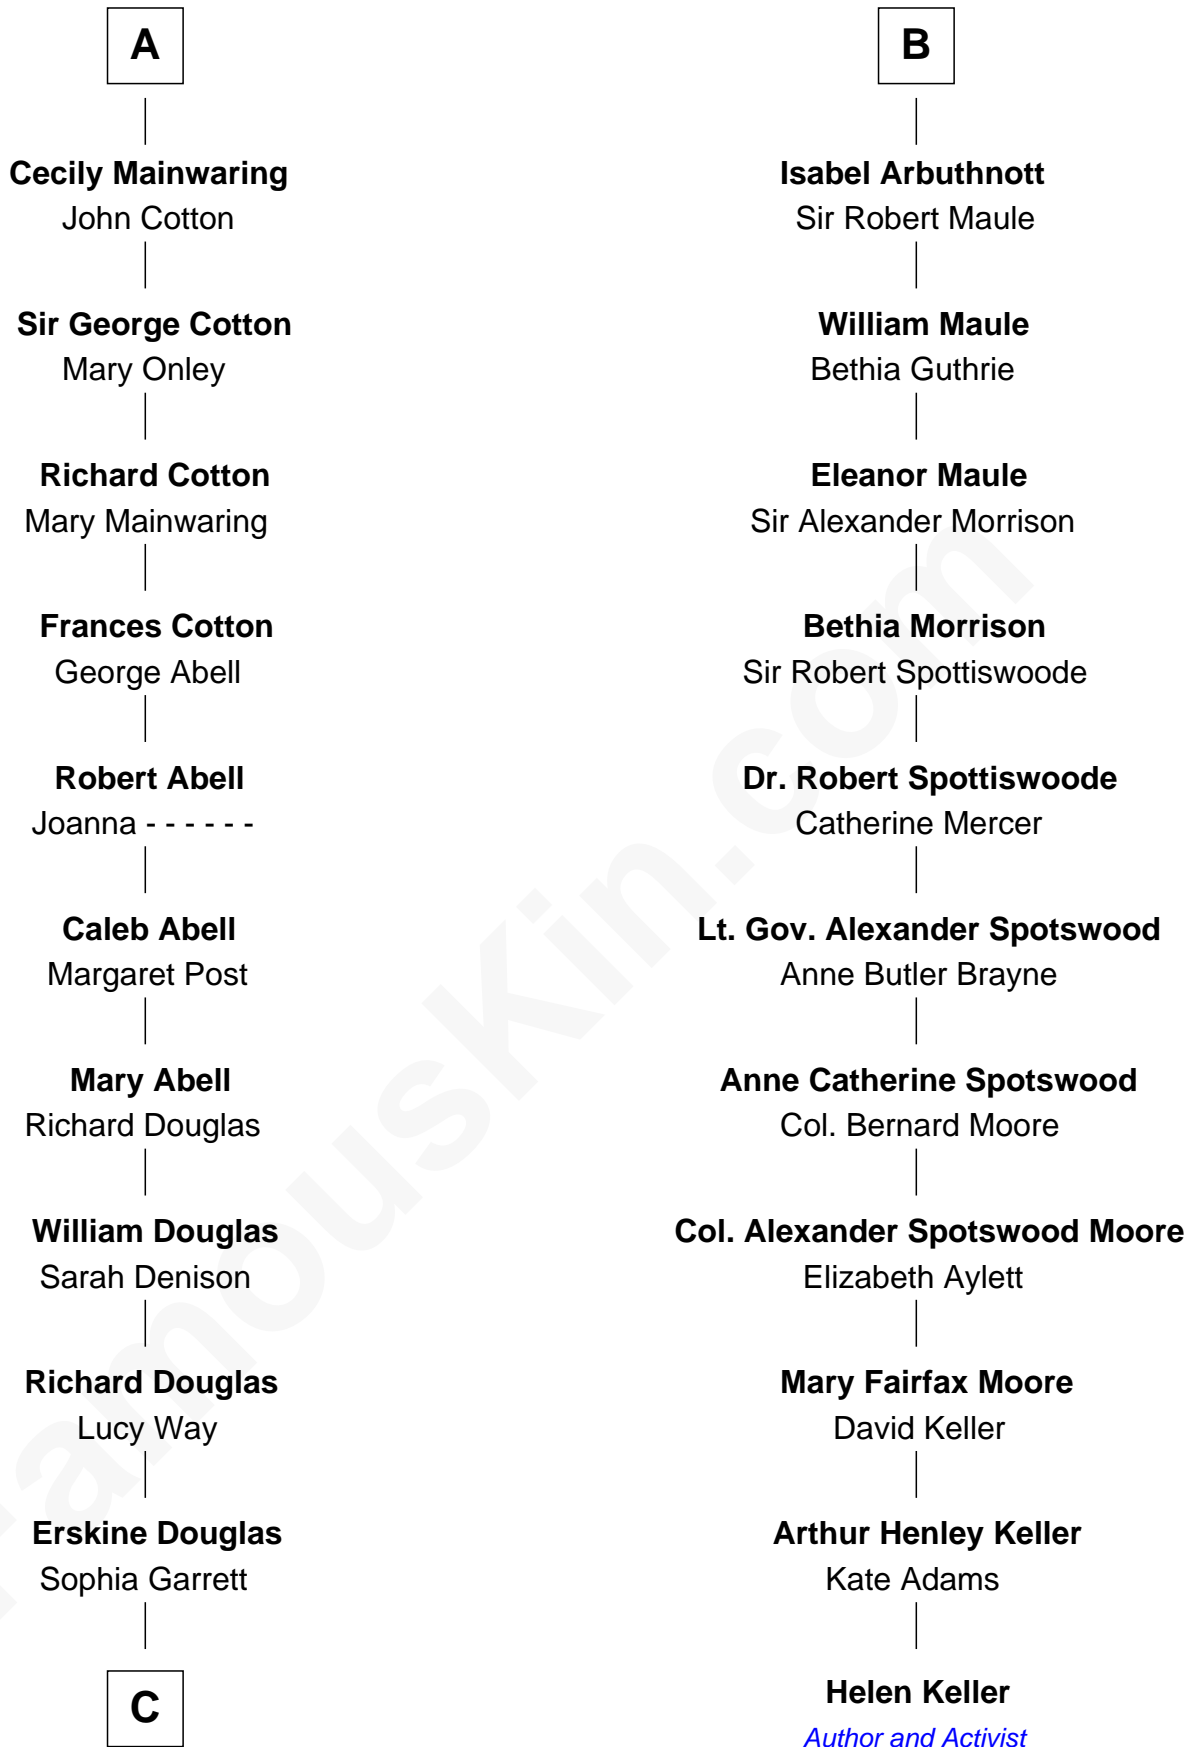 A
Cecily Mainwaring
John Cotton
Sir George Cotton
Mary Onley
Richard Cotton
Mary Mainwaring
Frances Cotton
George Abell
Robert Abell
Joanna - - - - - -
Caleb Abell
Margaret Post
Mary Abell
Richard Douglas
William Douglas
Sarah Denison
Richard Douglas
Lucy Way
Erskine Douglas
Sophia Garrett
C
B
Isabel Arbuthnott
Sir Robert Maule
William Maule
Bethia Guthrie
Eleanor Maule
Sir Alexander Morrison
Bethia Morrison
Sir Robert Spottiswoode
Dr. Robert Spottiswoode
Catherine Mercer
Lt. Gov. Alexander Spotswood
Anne Butler Brayne
Anne Catherine Spotswood
Col. Bernard Moore
Col. Alexander Spotswood Moore
Elizabeth Aylett
Mary Fairfax Moore
David Keller
Arthur Henley Keller
Kate Adams
Helen Keller
Author and Activist
FamousKin.com